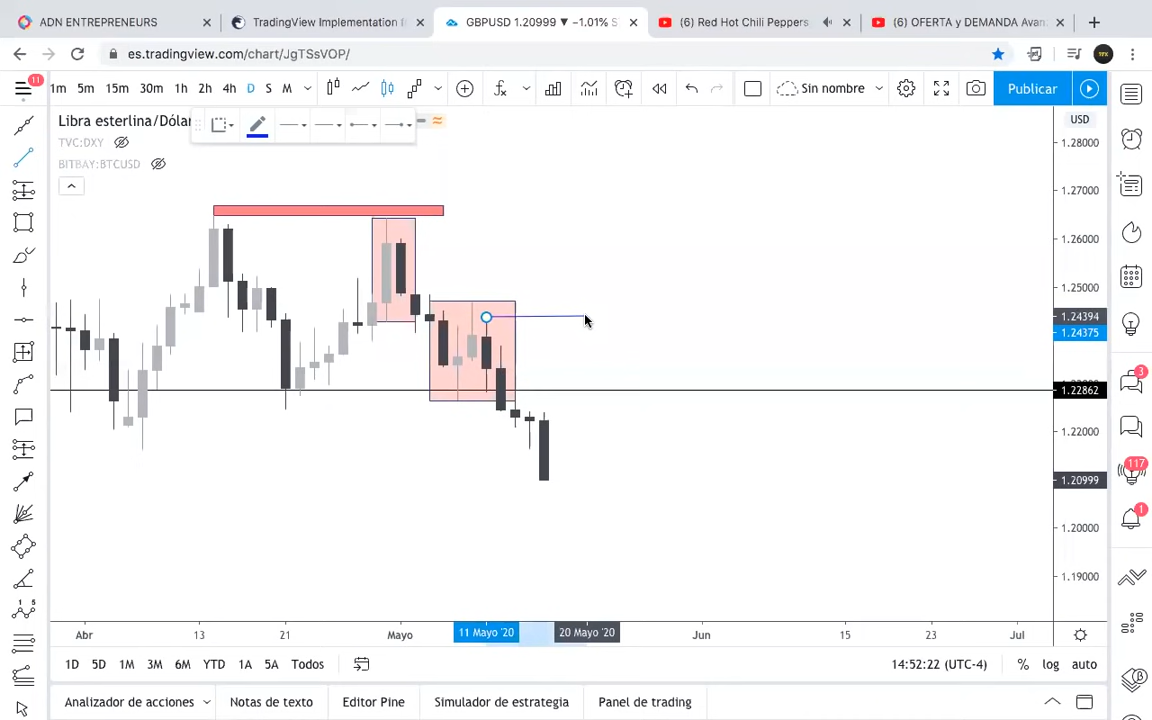 ADN ENTREPRENEURS
TradingView Implementation (
GBPUSD 1.20999 ▼ −1.01% S
(6) Red Hot Chili Peppers
(6) OFERTA y DEMANDA Avan
es.tradingview.com/chart/JgTSsVOP/
TFX
11
1m 5m 15m 30m 1h 2h 4h D S M
Sin nombre
Publicar
Libra esterlina/Dólar
TVC:DXY
BITBAY:BTCUSD
USD
1.28000
1.27000
1.26000
1.25000
1.24394
1.24375
1.22862
1.22000
1.20999
1.20000
1.19000
3
117
1
Abr 13 21 Mayo 11 Mayo '20 20 Mayo '20 Jun 15 23 Jul
1D 5D 1M 3M 6M YTD 1A 5A Todos
14:52:22 (UTC-4) % log auto
Analizador de acciones Notas de texto Editor Pine Simulador de estrategia Panel de trading